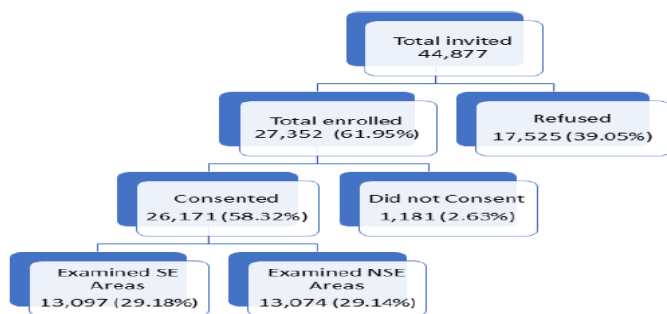 Total invited
44,877
Total enrolled
27,352 (61.95%)
Refused
17,525 (39.05%)
Consented
26,171 (58.32%)
Did not Consent
1,181 (2.63%)
Examined SE
Areas
13,097 (29.18%)
Examined NSE
Areas
13,074 (29.14%)